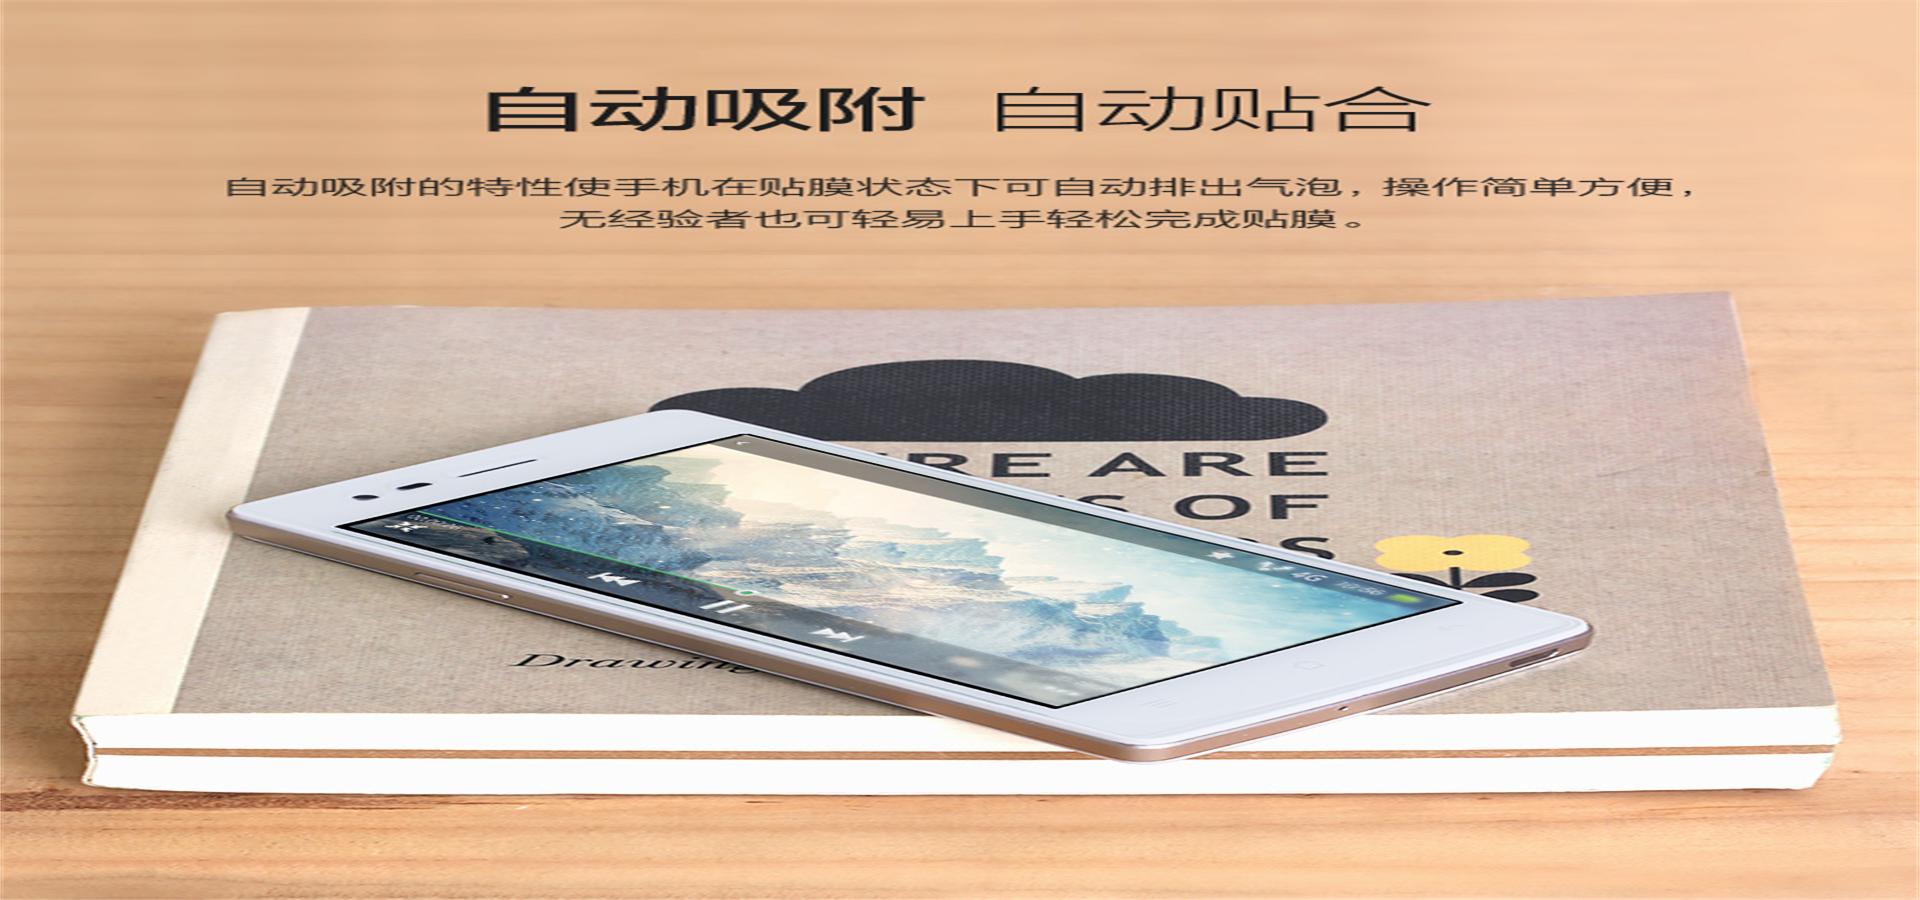 自动吸附 自动贴合
自动吸附的特性使手机在贴膜状态下可自动排出气泡，操作简单方便，
无经验者也可轻易上手轻松完成贴膜。
ARE
OF
4G
Drawing